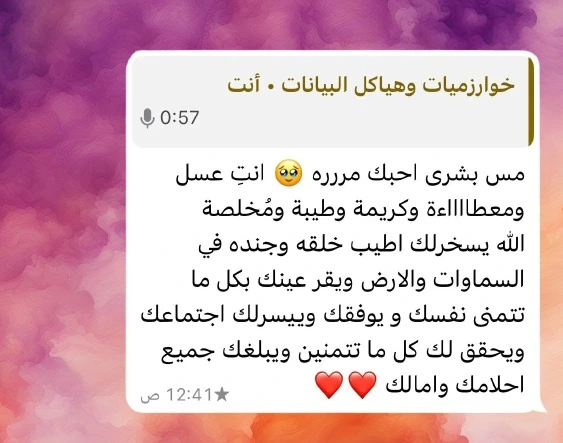 خوارزميات وهياكل البيانات • أنت
0:57
مس بشرى احبك مررره 🥹 انتِ عسل
ومعطااااءة وكريمة وطيبة ومُخلصة
الله يسخرلك اطيب خلقه وجنده في
السماوات والارض ويقر عينك بكل ما
تتمنى نفسك و يوفقك وييسرلك اجتماعك
ويحقق لك كل ما تتمنين ويبلغك جميع
احلامك وامالك ❤️ ❤️
12:41 ص